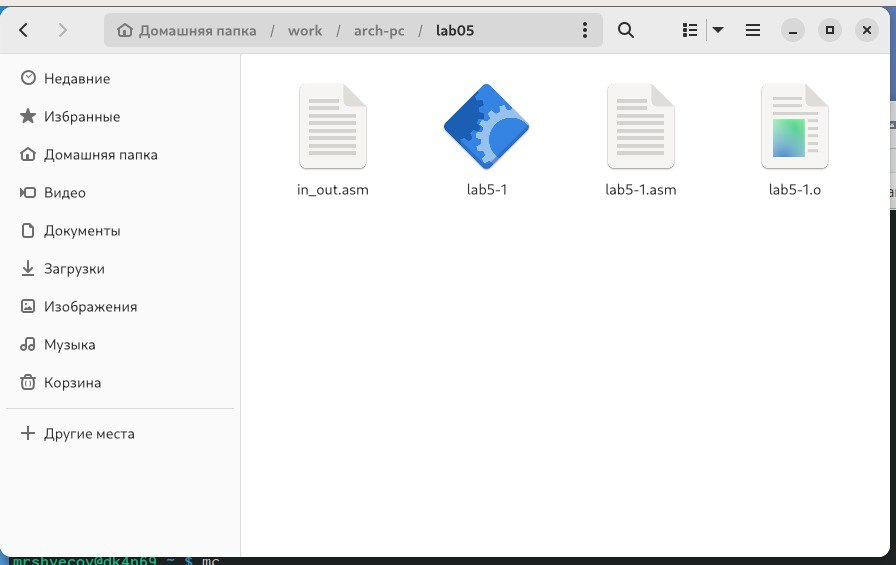 Домашняя папка / work / arch-pc / lab05
Недавние
Избранные
Домашняя папка
Видео
Документы
Загрузки
Изображения
Музыка
Корзина
Другие места
in_out.asm
lab5-1
lab5-1.asm
lab5-1.o
mrshvecov@dk4n69 ~ $ mc